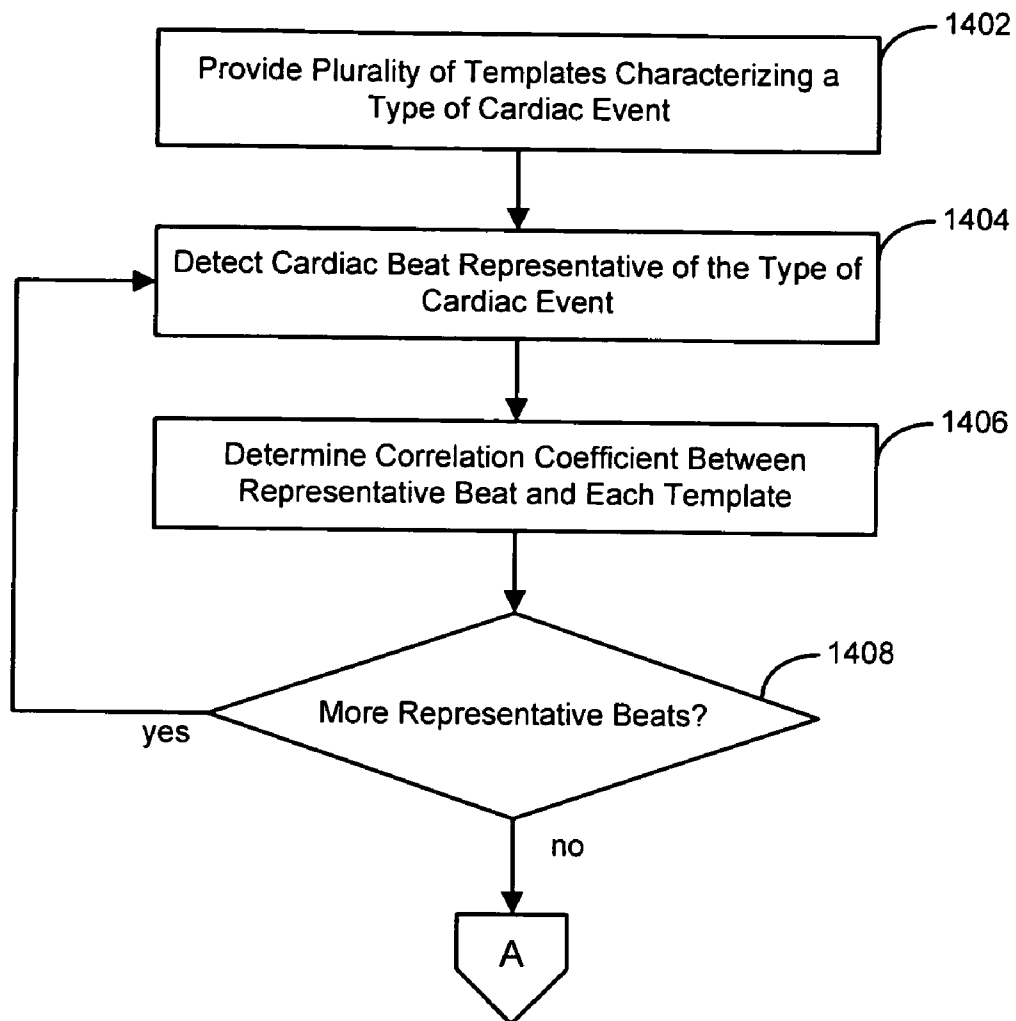 1402
Provide Plurality of Templates Characterizing a
Type of Cardiac Event
1404
Detect Cardiac Beat Representative of the Type of
Cardiac Event
1406
Determine Correlation Coefficient Between
Representative Beat and Each Template
1408
More Representative Beats?
yes
no
A